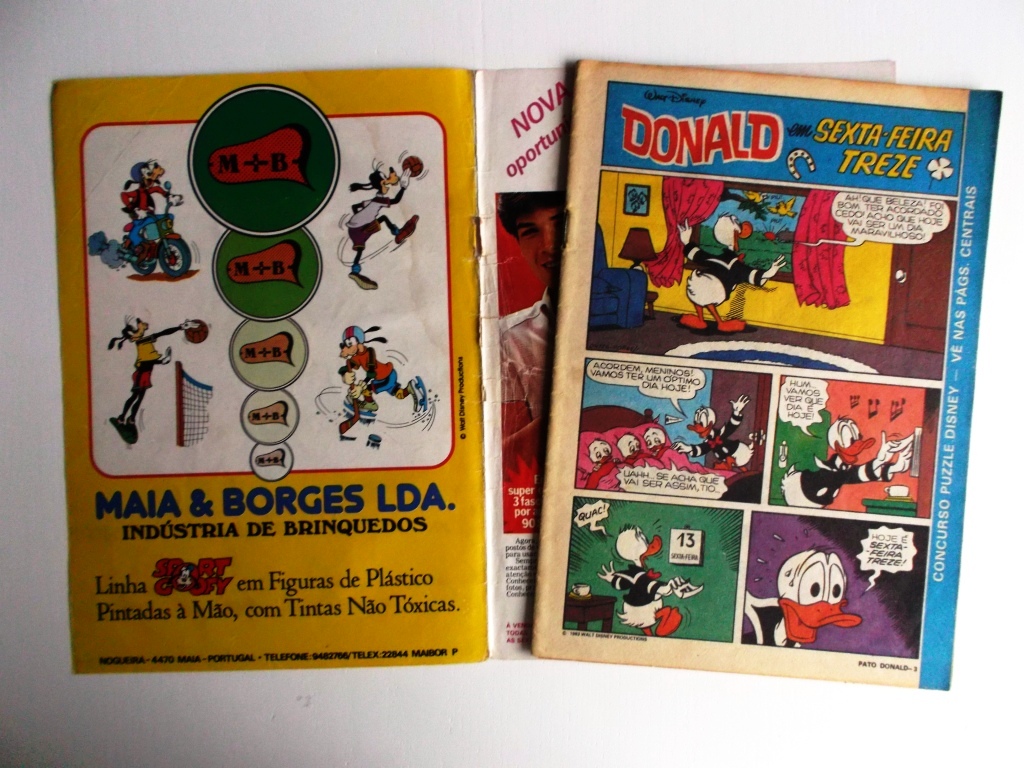 M+B
M+B
M+B
M+B
M+B
© Walt Disney Productions
MAIA & BORGES LDA.
INDÚSTRIA DE BRINQUEDOS
Linha SPORT GOOFY em Figuras de Plástico
Pintadas à Mão, com Tintas Não Tóxicas.
NOGUEIRA - 4470 MAIA - PORTUGAL • TELEFONE: 9482766/TELEX: 22844 MAIBOR P
NOVA
super
3 fas
90
Walt Disney
DONALD em SEXTA-FEIRA
TREZE
AH! QUE BELEZA! FOI
BOM TER ACORDADO
CEDO! ACHO QUE HOJE
VAI SER UM DIA
MARAVILHOSO!
ACORDEM, MENINOS!
VAMOS TER UM ÓPTIMO
DIA HOJE!
UAHH... SE ACHA QUE
VAI SER ASSIM, TIO...
HUM...
VAMOS
VER QUE
DIA É
HOJE!
QUAC!
13
SEXTA-FEIRA
HOJE É
SEXTA-
FEIRA
TREZE!
WALT DISNEY PRODUCTIONS
PATO DONALD-3
CONCURSO PUZZLE DISNEY — VÊ NAS PÁGS. CENTRAIS